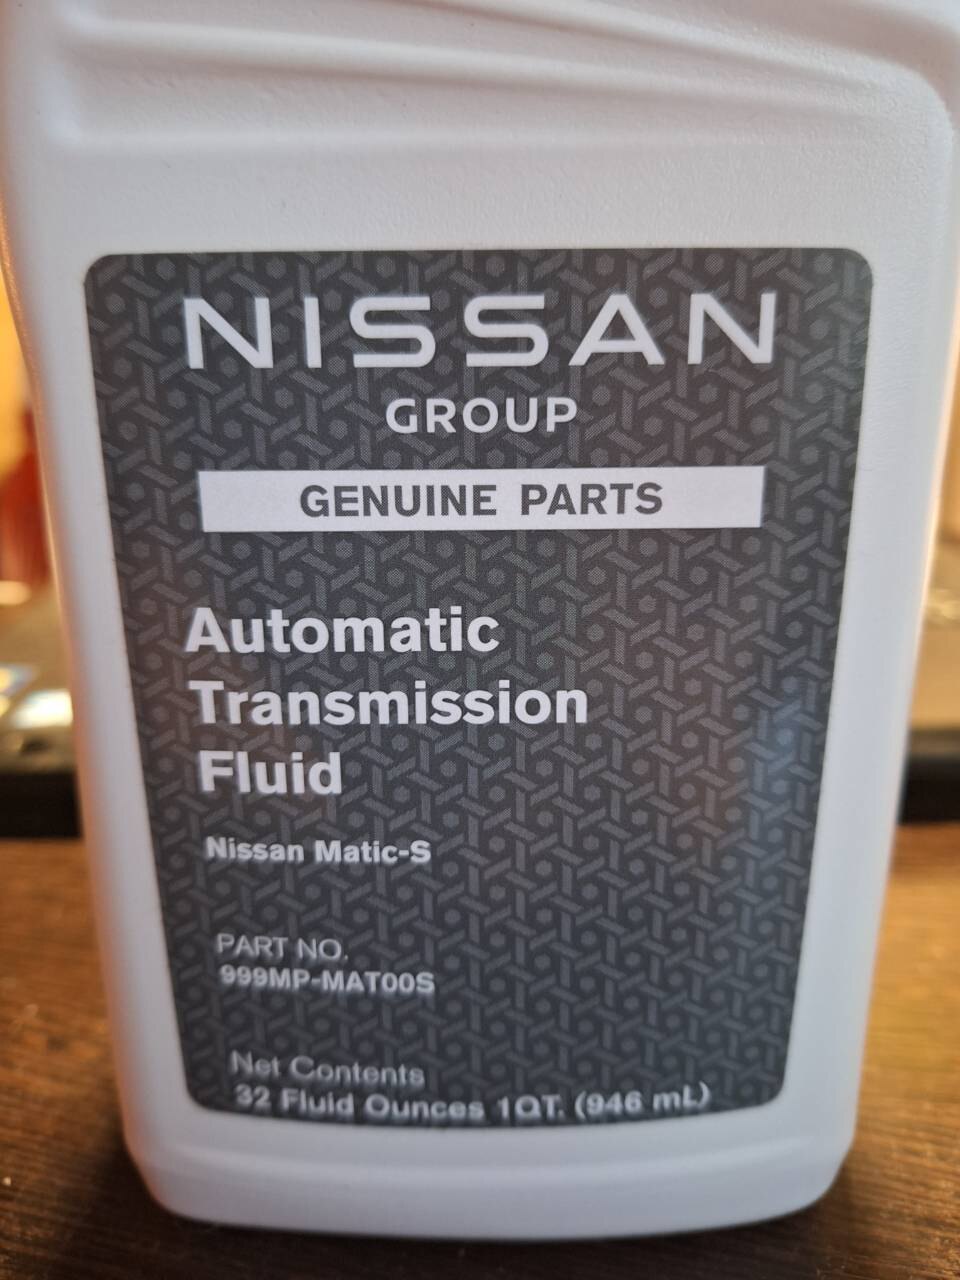 NISSAN
GROUP
GENUINE PARTS
Automatic
Transmission
Fluid
Nissan Matic-S
PART NO.
999MP-MAT00S
Net Contents
32 Fluid Ounces 1QT. (946 mL)